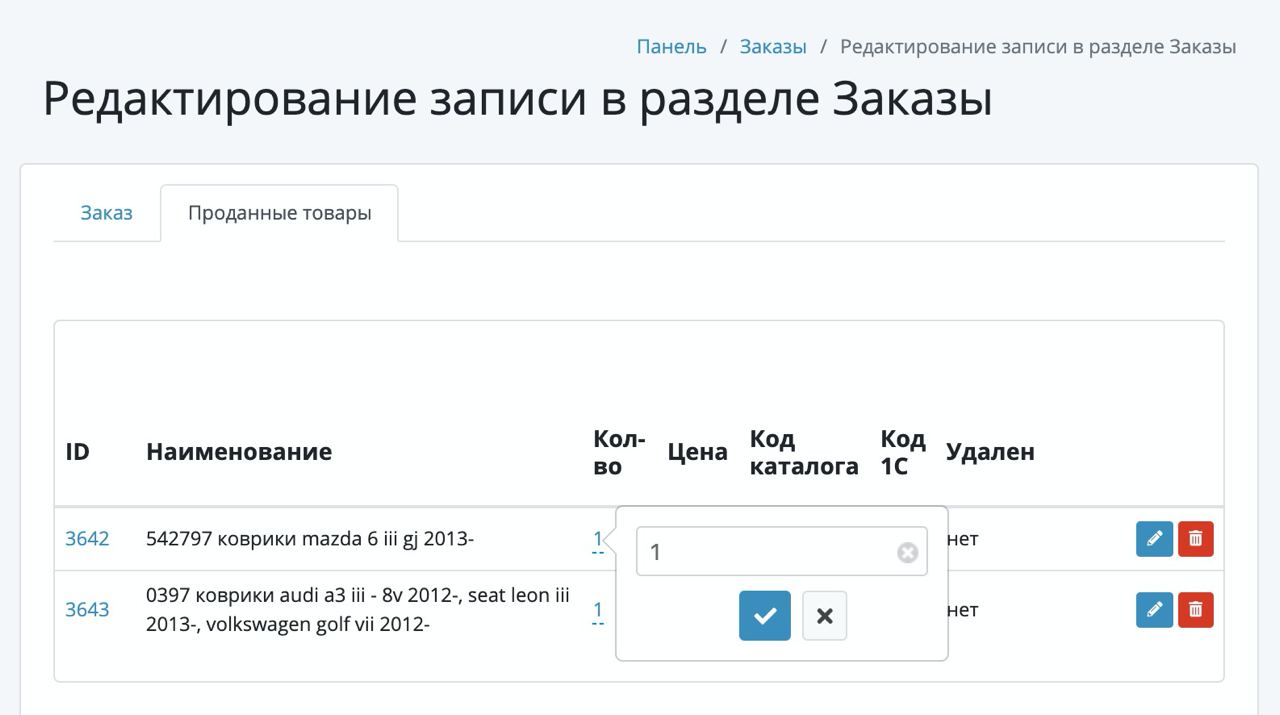 Панель / Заказы / Редактирование записи в разделе Заказы
Редактирование записи в разделе Заказы
Заказ Проданные товары
ID Наименование Кол-во Цена Код каталога Код 1С Удален
3642 542797 коврики mazda 6 iii gj 2013- 1 нет
1
3643 0397 коврики audi a3 iii - 8v 2012-, seat leon iii 1 нет
2013-, volkswagen golf vii 2012-